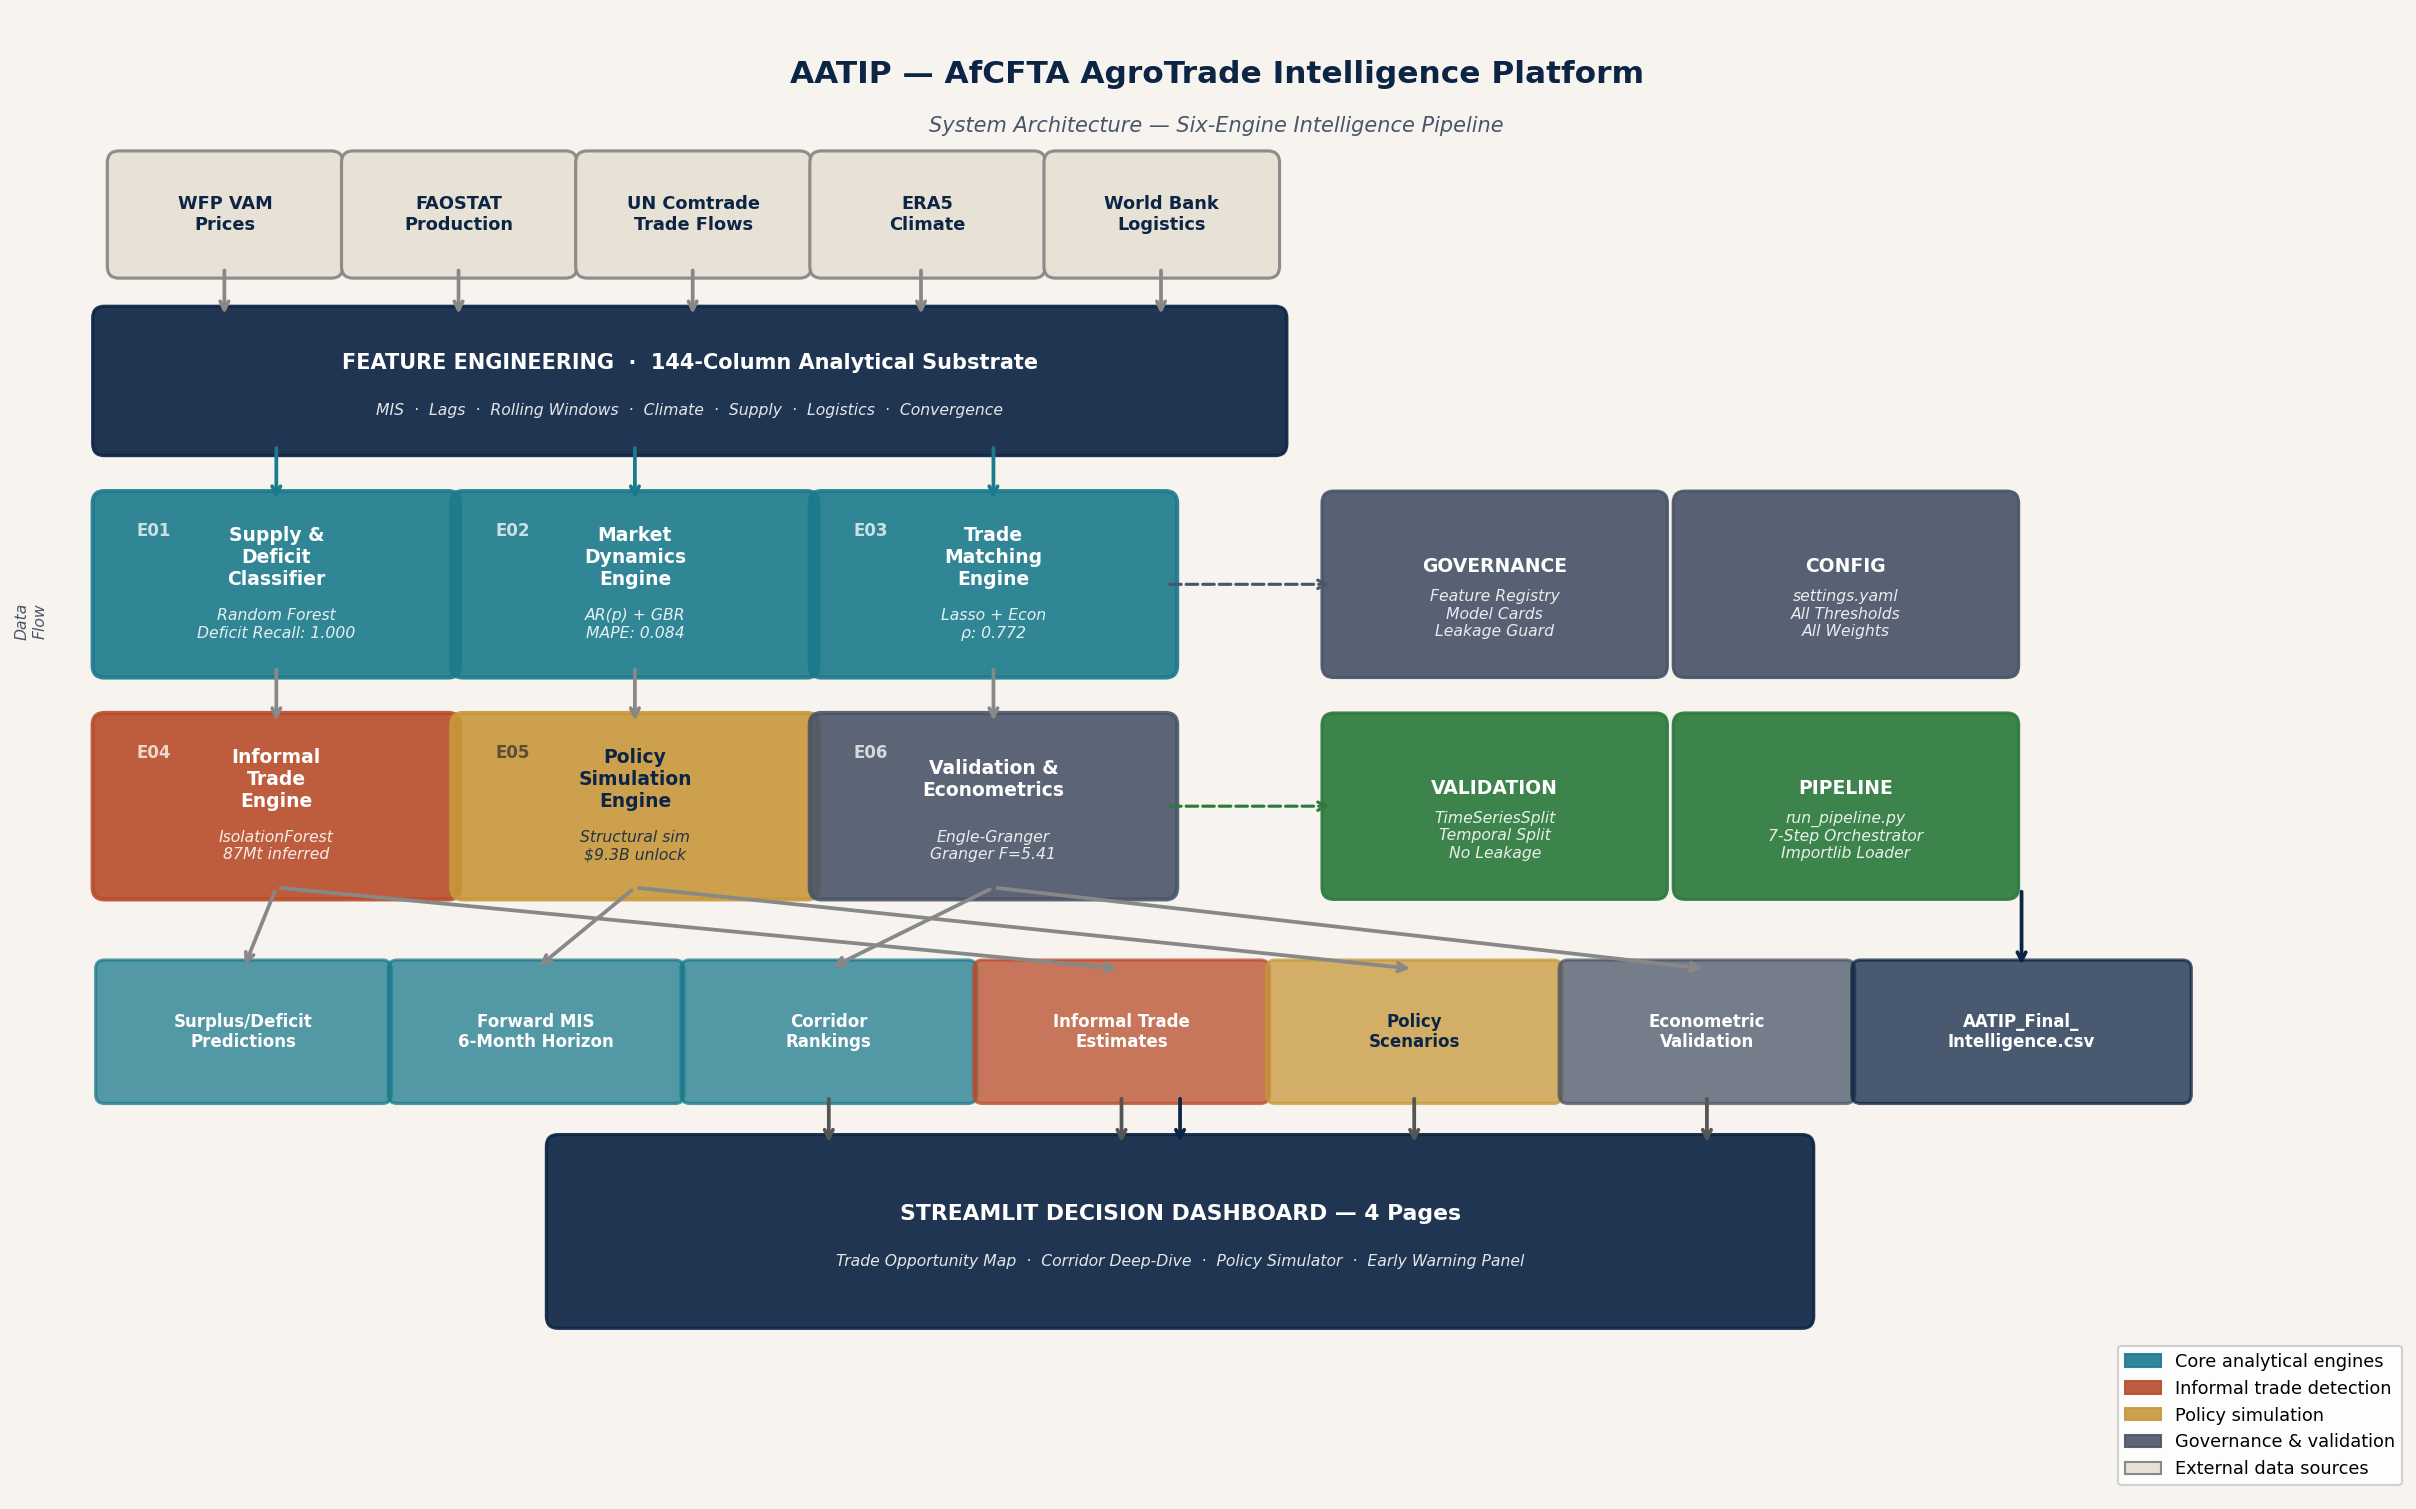 AATIP — AfCFTA AgroTrade Intelligence Platform
System Architecture — Six-Engine Intelligence Pipeline
WFP VAM
Prices
FAOSTAT
Production
UN Comtrade
Trade Flows
ERA5
Climate
World Bank
Logistics
FEATURE ENGINEERING · 144-Column Analytical Substrate
MIS · Lags · Rolling Windows · Climate · Supply · Logistics · Convergence
Data
Flow
E01
Supply &
Deficit
Classifier
Random Forest
Deficit Recall: 1.000
E02
Market
Dynamics
Engine
AR(p) + GBR
MAPE: 0.084
E03
Trade
Matching
Engine
Lasso + Econ
ρ: 0.772
GOVERNANCE
Feature Registry
Model Cards
Leakage Guard
CONFIG
settings.yaml
All Thresholds
All Weights
E04
Informal
Trade
Engine
IsolationForest
87Mt inferred
E05
Policy
Simulation
Engine
Structural sim
$9.3B unlock
E06
Validation &
Econometrics
Engle-Granger
Granger F=5.41
VALIDATION
TimeSeriesSplit
Temporal Split
No Leakage
PIPELINE
run_pipeline.py
7-Step Orchestrator
Importlib Loader
Surplus/Deficit
Predictions
Forward MIS
6-Month Horizon
Corridor
Rankings
Informal Trade
Estimates
Policy
Scenarios
Econometric
Validation
AATIP_Final_
Intelligence.csv
STREAMLIT DECISION DASHBOARD — 4 Pages
Trade Opportunity Map · Corridor Deep-Dive · Policy Simulator · Early Warning Panel
Core analytical engines
Informal trade detection
Policy simulation
Governance & validation
External data sources